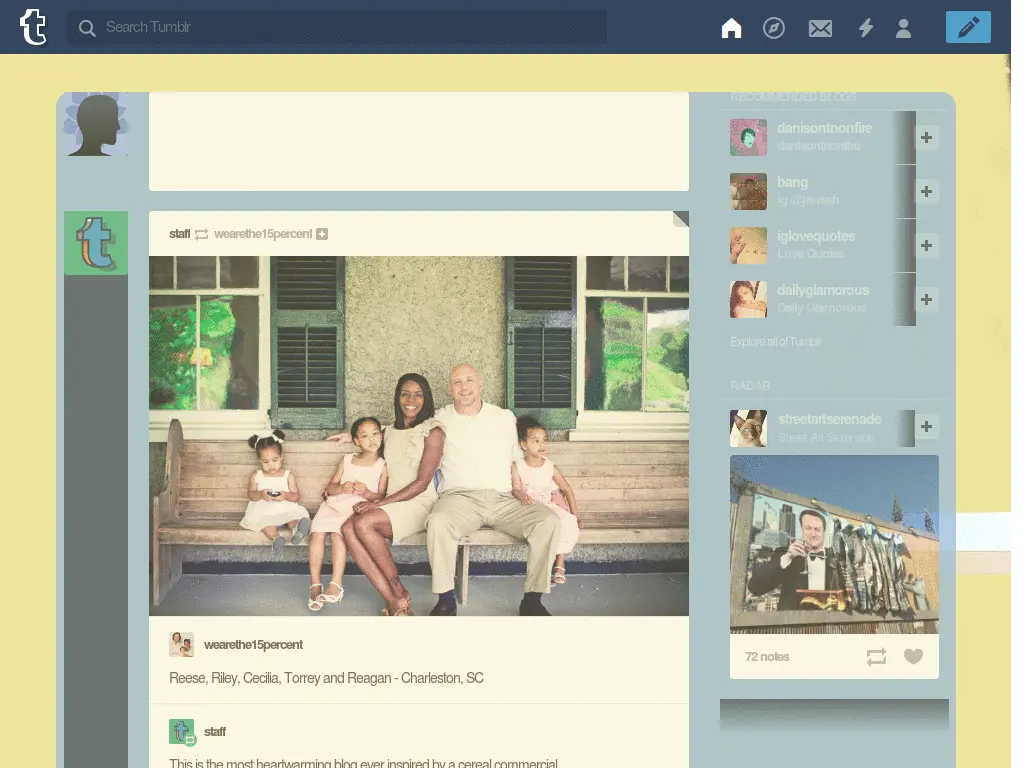 Search Tumblr
RECOMMENDED BLOGS
danisontnonfire
danisontnonfire
bang
ig @jawsah
iglovequotes
Love Quotes
dailyglamorous
Daily Glamorous
Explore all of Tumblr
RADAR
streetartserenade
Street Art Serenade
72 notes
staff wearethe15percent
wearethe15percent
Reese, Riley, Cecilia, Torrey and Reagan - Charleston, SC
staff
This is the most heartwarming blog ever inspired by a cereal commercial.